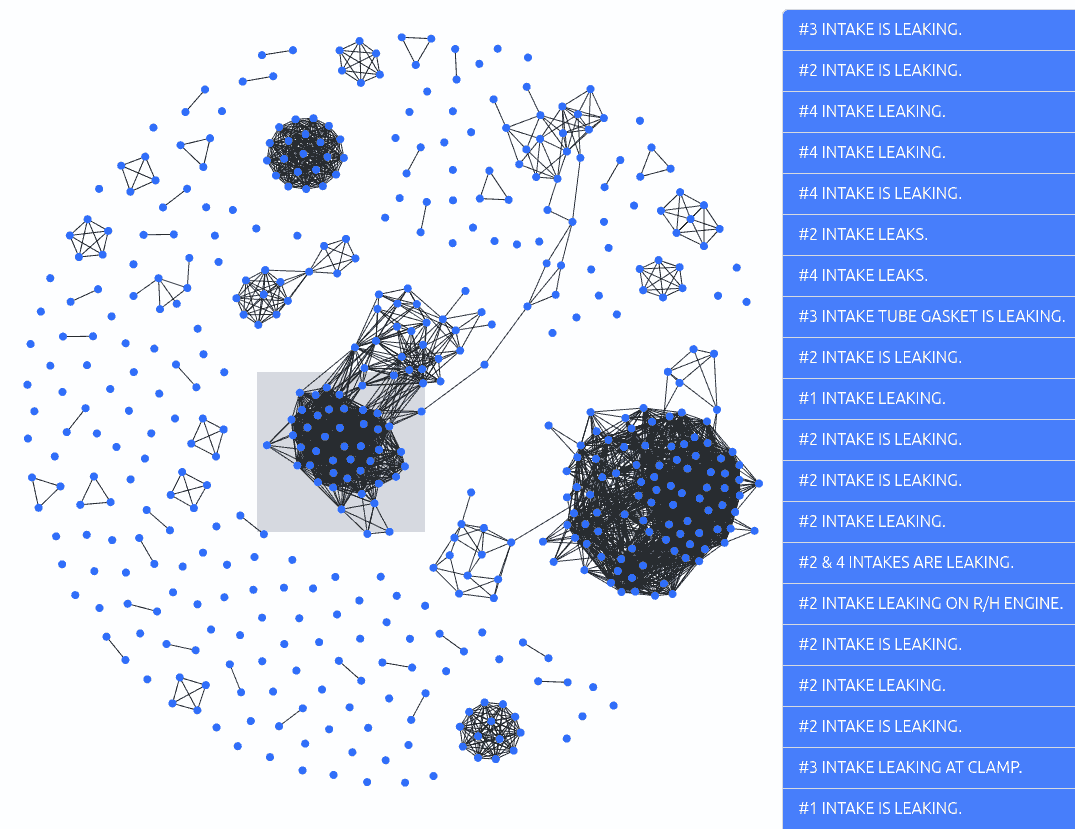 #3 INTAKE IS LEAKING.
#2 INTAKE IS LEAKING.
#4 INTAKE LEAKING.
#4 INTAKE LEAKING.
#4 INTAKE IS LEAKING.
#2 INTAKE LEAKS.
#4 INTAKE LEAKS.
#3 INTAKE TUBE GASKET IS LEAKING.
#2 INTAKE IS LEAKING.
#1 INTAKE LEAKING.
#2 INTAKE IS LEAKING.
#2 INTAKE IS LEAKING.
#2 INTAKE LEAKING.
#2 & 4 INTAKES ARE LEAKING.
#2 INTAKE LEAKING ON R/H ENGINE.
#2 INTAKE IS LEAKING.
#2 INTAKE LEAKING.
#2 INTAKE IS LEAKING.
#3 INTAKE LEAKING AT CLAMP.
#1 INTAKE IS LEAKING.